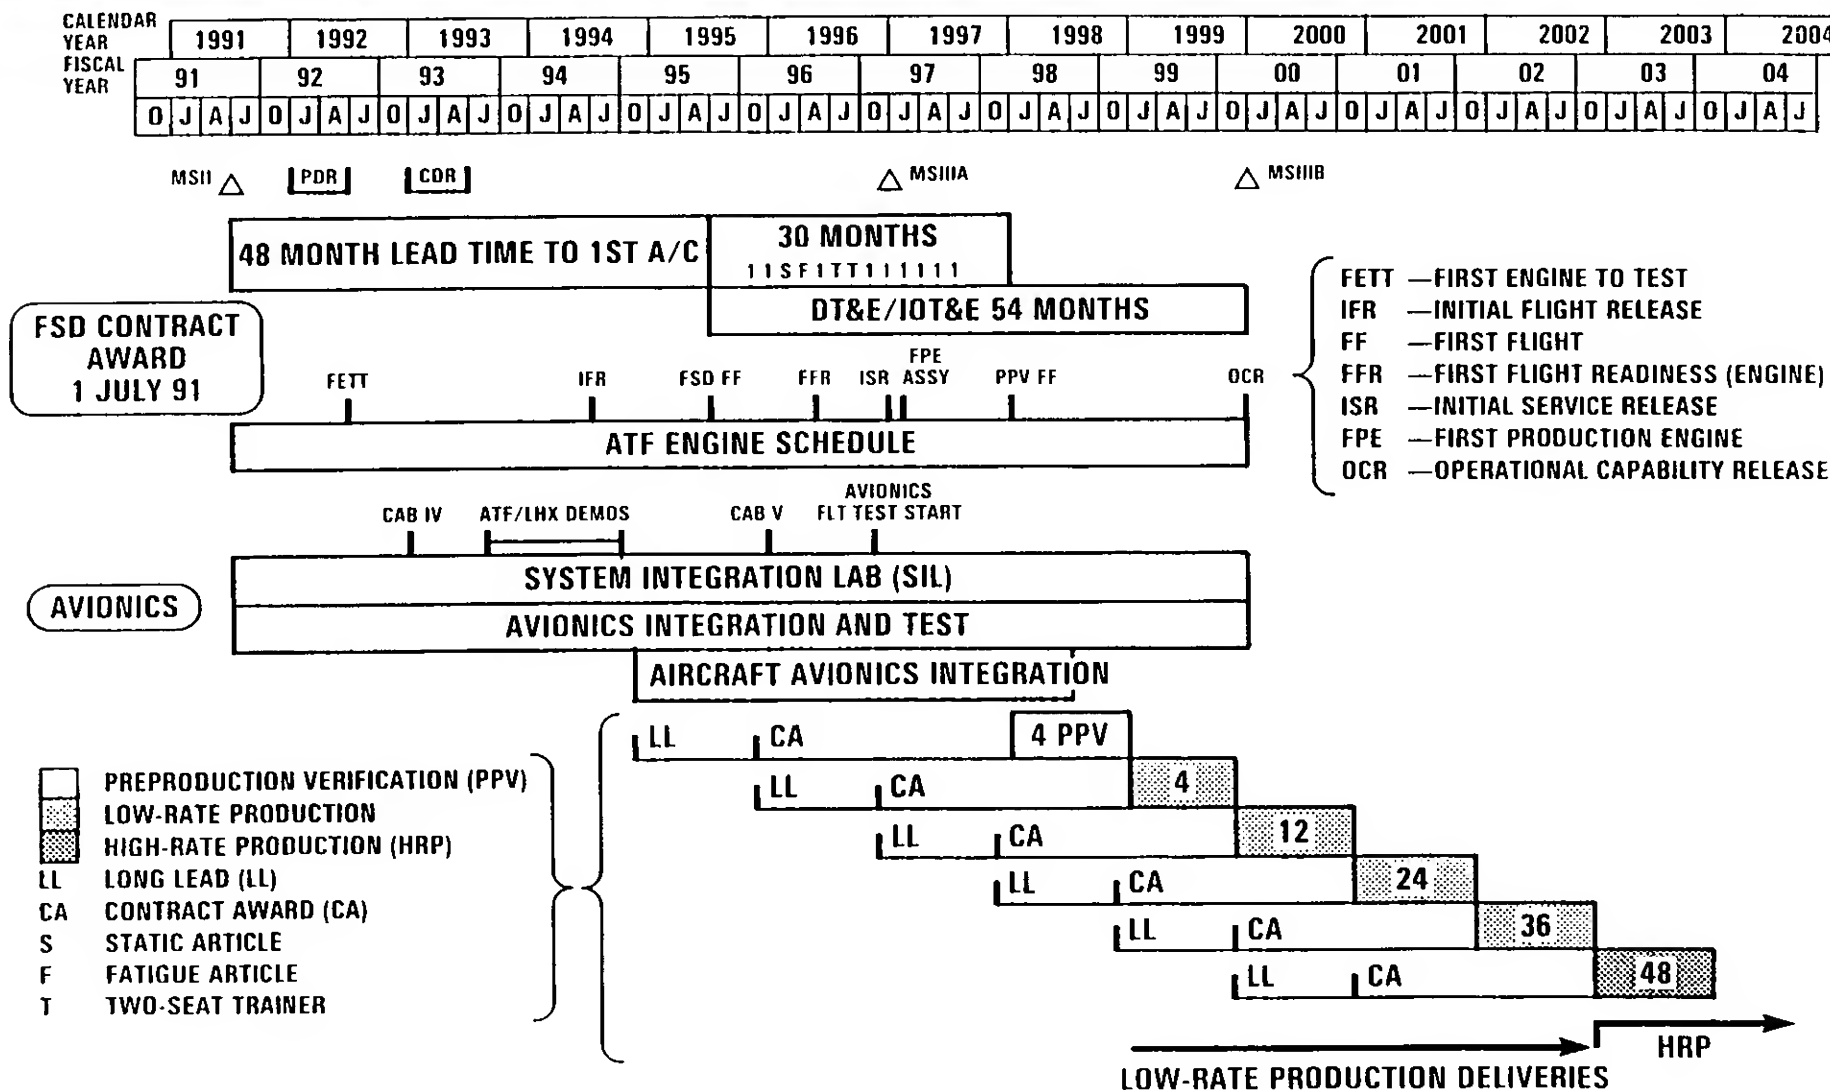 CALENDAR YEAR 1991 1992 1993 1994 1995 1996 1997 1998 1999 2000 2001 2002 2003 2004
FISCAL YEAR 91 92 93 94 95 96 97 98 99 00 01 02 03 04
O J A J O J A J O J A J O J A J O J A J O J A J O J A J O J A J O J A J O J A J O J A J O J A J O J A J O J A J
MSII PDR CDR MSIIIA MSIIIB
48 MONTH LEAD TIME TO 1ST A/C
30 MONTHS
1 1 S F 1 T T 1 1 1 1 1 1
DT&E/IOT&E 54 MONTHS
FSD CONTRACT
AWARD
1 JULY 91
FETT IFR FSD FF FFR ISR FPE ASSY PPV FF OCR
ATF ENGINE SCHEDULE
FETT —FIRST ENGINE TO TEST
IFR —INITIAL FLIGHT RELEASE
FF —FIRST FLIGHT
FFR —FIRST FLIGHT READINESS (ENGINE)
ISR —INITIAL SERVICE RELEASE
FPE —FIRST PRODUCTION ENGINE
OCR —OPERATIONAL CAPABILITY RELEASE
CAB IV ATF/LHX DEMOS CAB V AVIONICS FLT TEST START
AVIONICS
SYSTEM INTEGRATION LAB (SIL)
AVIONICS INTEGRATION AND TEST
AIRCRAFT AVIONICS INTEGRATION
LL CA 4 PPV
LL CA 4
LL CA 12
LL CA 24
LL CA 36
LL CA 48
PREPRODUCTION VERIFICATION (PPV)
LOW-RATE PRODUCTION
HIGH-RATE PRODUCTION (HRP)
LL LONG LEAD (LL)
CA CONTRACT AWARD (CA)
S STATIC ARTICLE
F FATIGUE ARTICLE
T TWO-SEAT TRAINER
HRP
LOW-RATE PRODUCTION DELIVERIES